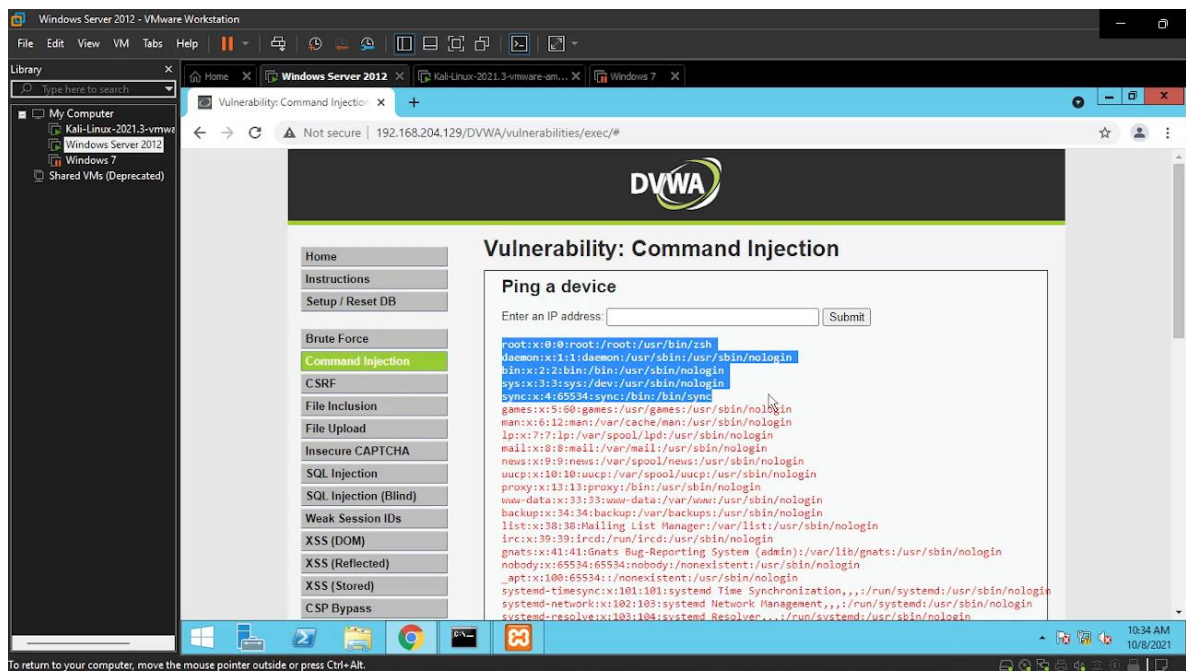 Windows Server 2012 - VMware Workstation
File Edit View VM Tabs Help
Library
Type here to search
My Computer
Kali-Linux-2021.3-vmwa
Windows Server 2012
Windows 7
Shared VMs (Deprecated)
Home Windows Server 2012 Kali-Linux-2021.3-vmware-am... Windows 7
Vulnerability: Command Injection
Not secure 192.168.204.129/DVWA/vulnerabilities/exec/#
DVWA
Home
Instructions
Setup / Reset DB
Brute Force
Command Injection
CSRF
File Inclusion
File Upload
Insecure CAPTCHA
SQL Injection
SQL Injection (Blind)
Weak Session IDs
XSS (DOM)
XSS (Reflected)
XSS (Stored)
CSP Bypass
Vulnerability: Command Injection
Ping a device
Enter an IP address: Submit
root:x:0:0:root:/root:/usr/bin/zsh
daemon:x:1:1:daemon:/usr/sbin:/usr/sbin/nologin
bin:x:2:2:bin:/bin:/usr/sbin/nologin
sys:x:3:3:sys:/dev:/usr/sbin/nologin
sync:x:4:65534:sync:/bin:/bin/sync
games:x:5:60:games:/usr/games:/usr/sbin/nologin
man:x:6:12:man:/var/cache/man:/usr/sbin/nologin
lp:x:7:7:lp:/var/spool/lpd:/usr/sbin/nologin
mail:x:8:8:mail:/var/mail:/usr/sbin/nologin
news:x:9:9:news:/var/spool/news:/usr/sbin/nologin
uucp:x:10:10:uucp:/var/spool/uucp:/usr/sbin/nologin
proxy:x:13:13:proxy:/bin:/usr/sbin/nologin
www-data:x:33:33:www-data:/var/www:/usr/sbin/nologin
backup:x:34:34:backup:/var/backups:/usr/sbin/nologin
list:x:38:38:Mailing List Manager:/var/list:/usr/sbin/nologin
irc:x:39:39:ircd:/run/ircd:/usr/sbin/nologin
gnats:x:41:41:Gnats Bug-Reporting System (admin):/var/lib/gnats:/usr/sbin/nologin
nobody:x:65534:65534:nobody:/nonexistent:/usr/sbin/nologin
_apt:x:100:65534::/nonexistent:/usr/sbin/nologin
systemd-timesync:x:101:101:systemd Time Synchronization,,,:/run/systemd:/usr/sbin/nologin
systemd-network:x:102:103:systemd Network Management,,,:/run/systemd:/usr/sbin/nologin
systemd-resolve:x:103:104:systemd Resolver,,,:/run/systemd:/usr/sbin/nologin
10:34 AM
10/8/2021
To return to your computer, move the mouse pointer outside or press Ctrl+Alt.